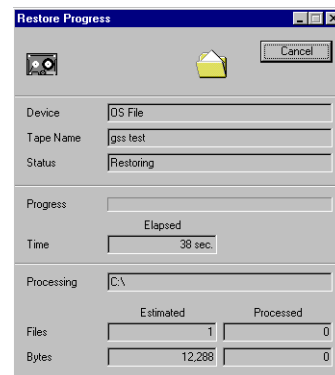 Restore Progress
Cancel
Device OS File
Tape Name gss test
Status Restoring
Progress
Elapsed
Time 38 sec.
Processing C:\
Estimated Processed
Files 1 0
Bytes 12,288 0